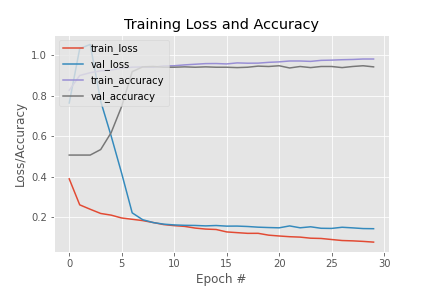 Training Loss and Accuracy
train_loss
val_loss
train_accuracy
val_accuracy
1.0
0.8
0.6
0.4
0.2
Loss/Accuracy
0 5 10 15 20 25 30
Epoch #